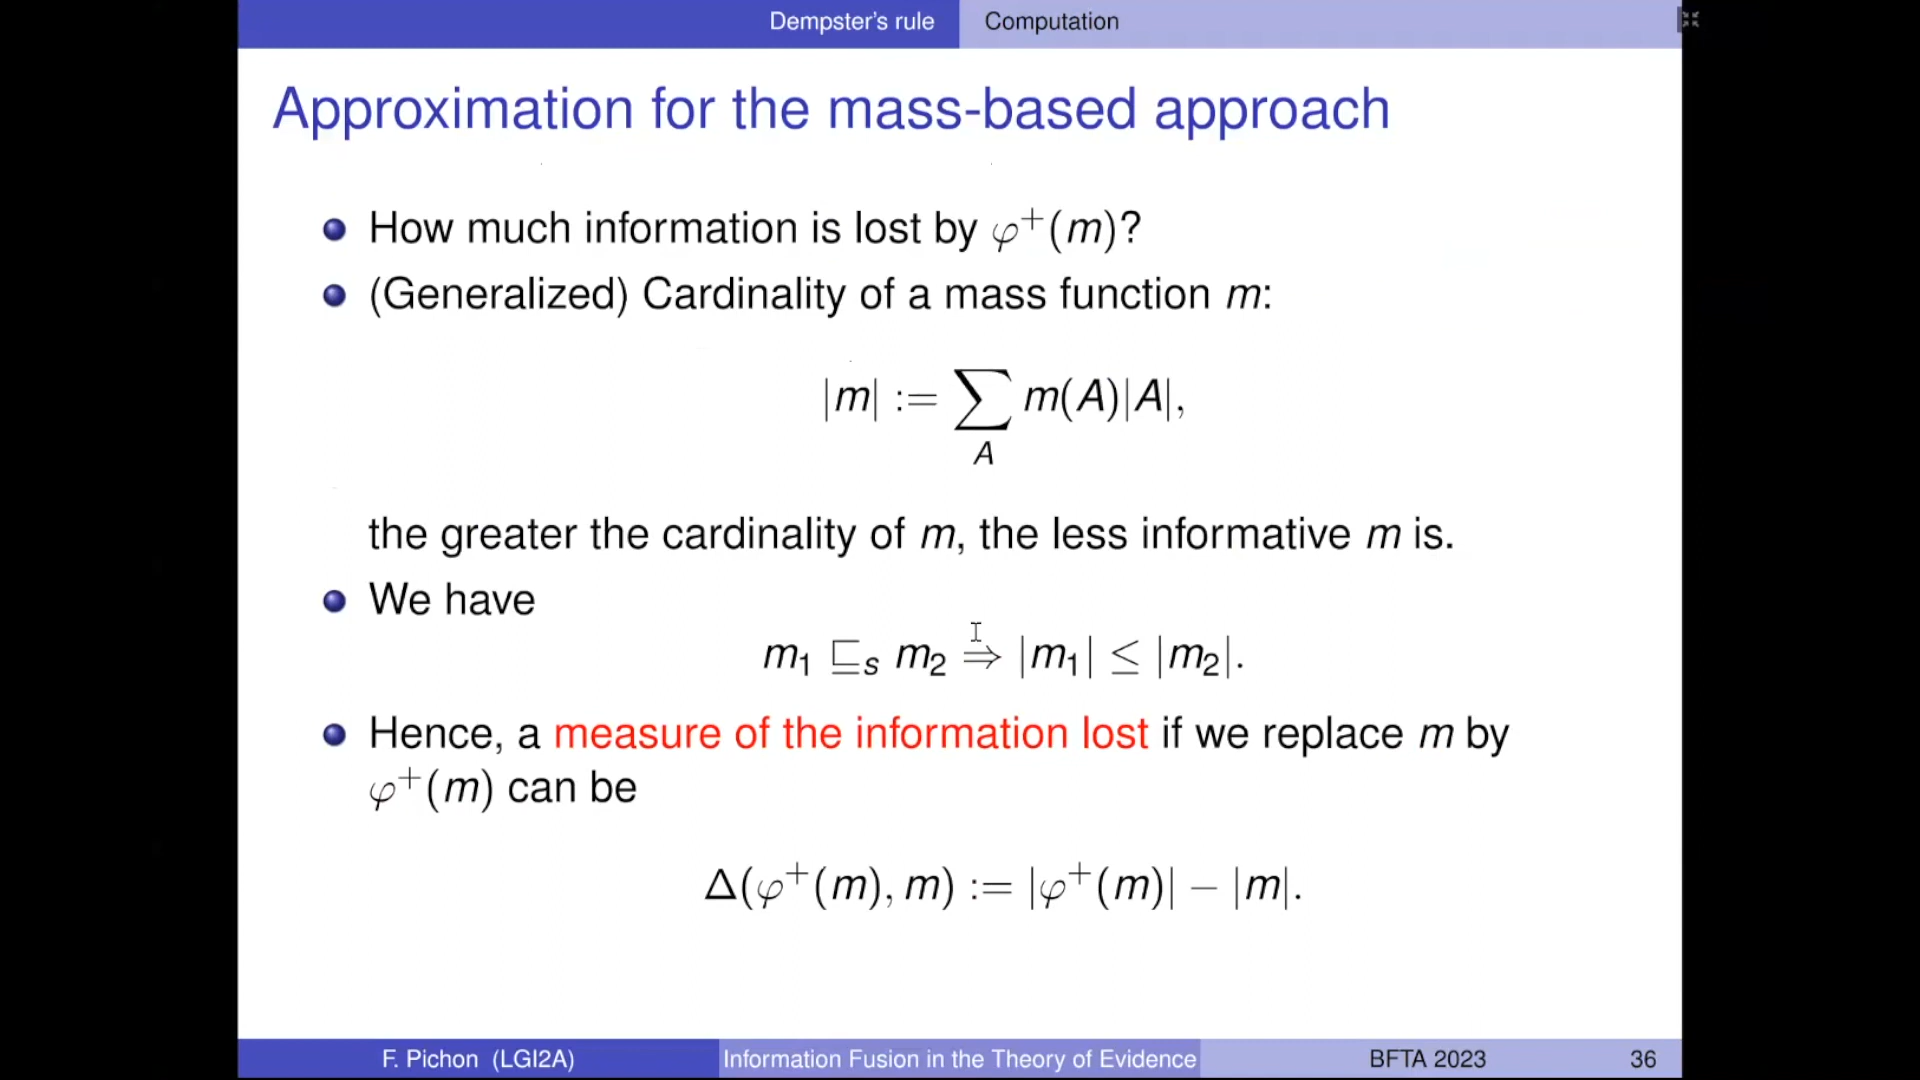 Dempster's rule Computation
Approximation for the mass-based approach
How much information is lost by φ⁺(m)?
(Generalized) Cardinality of a mass function m:
|m| := ∑ m(A)|A|,
A
the greater the cardinality of m, the less informative m is.
We have
m₁ ⊑ₛ m₂ ⇒ |m₁| ≤ |m₂|.
Hence, a measure of the information lost if we replace m by
φ⁺(m) can be
Δ(φ⁺(m), m) := |φ⁺(m)| − |m|.
F. Pichon (LGI2A) Information Fusion in the Theory of Evidence BFTA 2023 36